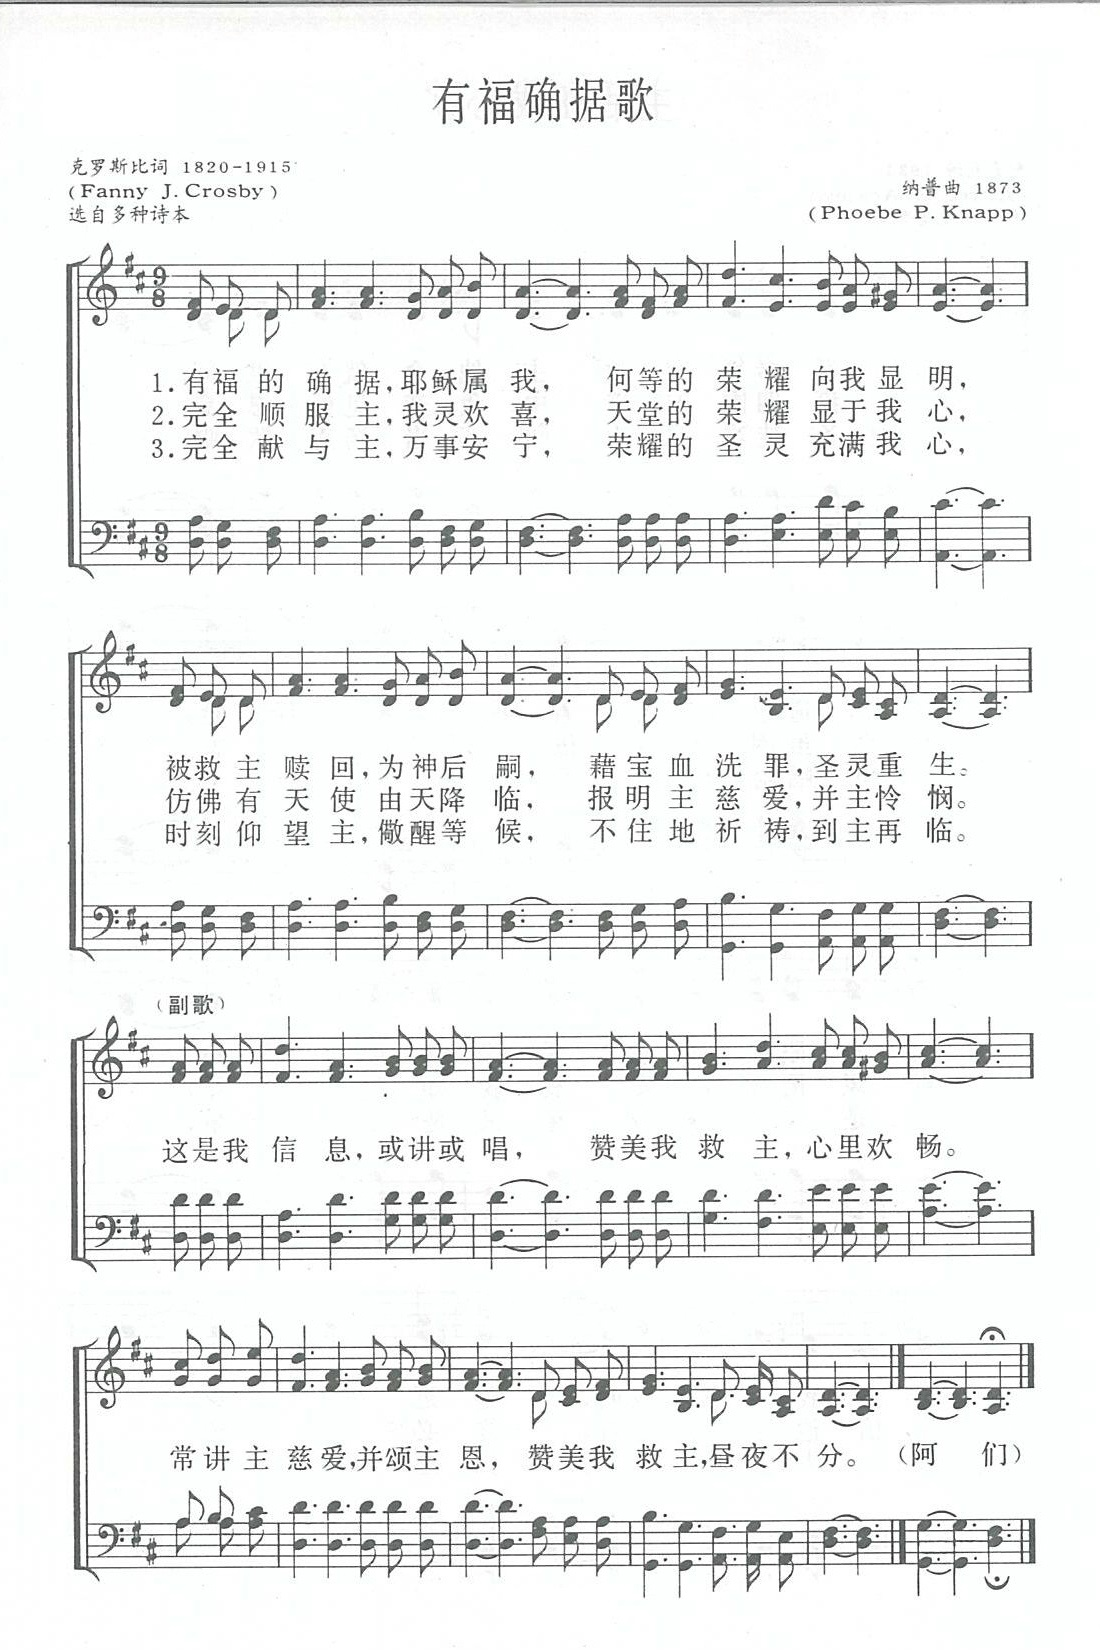 有福确据歌
克罗斯比词 1820-1915
(Fanny J. Crosby)
选自多种诗本
纳普曲 1873
(Phoebe P. Knapp)
1.有福的确据,耶稣属我, 何等的荣耀向我显明,
2.完全顺服主,我灵欢喜, 天堂的荣耀显于我心,
3.完全献与主,万事安宁, 荣耀的圣灵充满我心,
被救主赎回,为神后嗣, 藉宝血洗罪,圣灵重生。
仿佛有天使由天降临, 报明主慈爱,并主怜悯。
时刻仰望主,儆醒等候, 不住地祈祷,到主再临。
(副歌)
这是我信息,或讲或唱, 赞美我救主,心里欢畅。
常讲主慈爱,并颂主恩, 赞美我救主,昼夜不分。 (阿们)